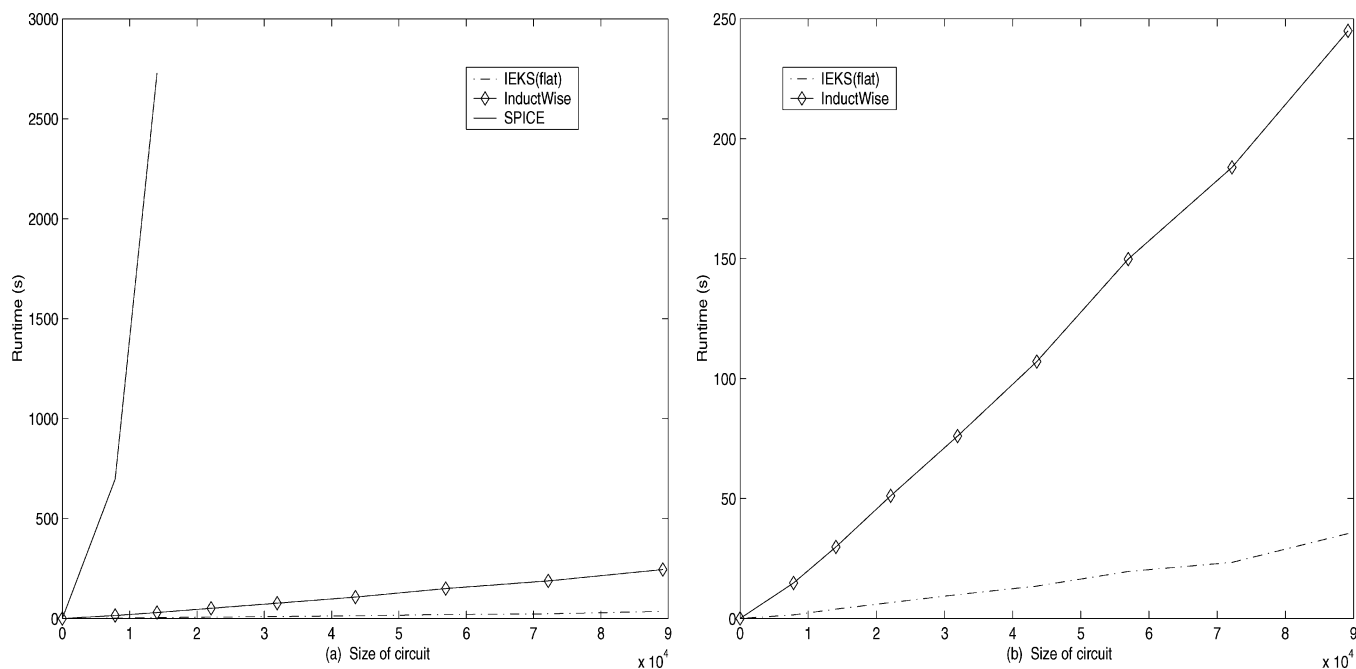 3000
2500
2000
1500
1000
500
0
Runtime (s)
IEKS(flat)
InductWise
SPICE
0 1 2 3 4 5 6 7 8 9
x 10^4
(a) Size of circuit
250
200
150
100
50
0
Runtime (s)
IEKS(flat)
InductWise
0 1 2 3 4 5 6 7 8 9
x 10^4
(b) Size of circuit